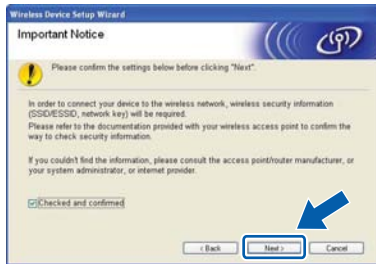 Wireless Device Setup Wizard
Important Notice
Please confirm the settings below before clicking "Next".
In order to connect your device to the wireless network, wireless security information
(SSID/ESSID, network key) will be required.
Please refer to the documentation provided with your wireless access point to confirm the
way to check security information.
If you couldn't find the information, please consult the access point/router manufacturer, or
your system administrator, or internet provider.
Checked and confirmed
< Back Next > Cancel